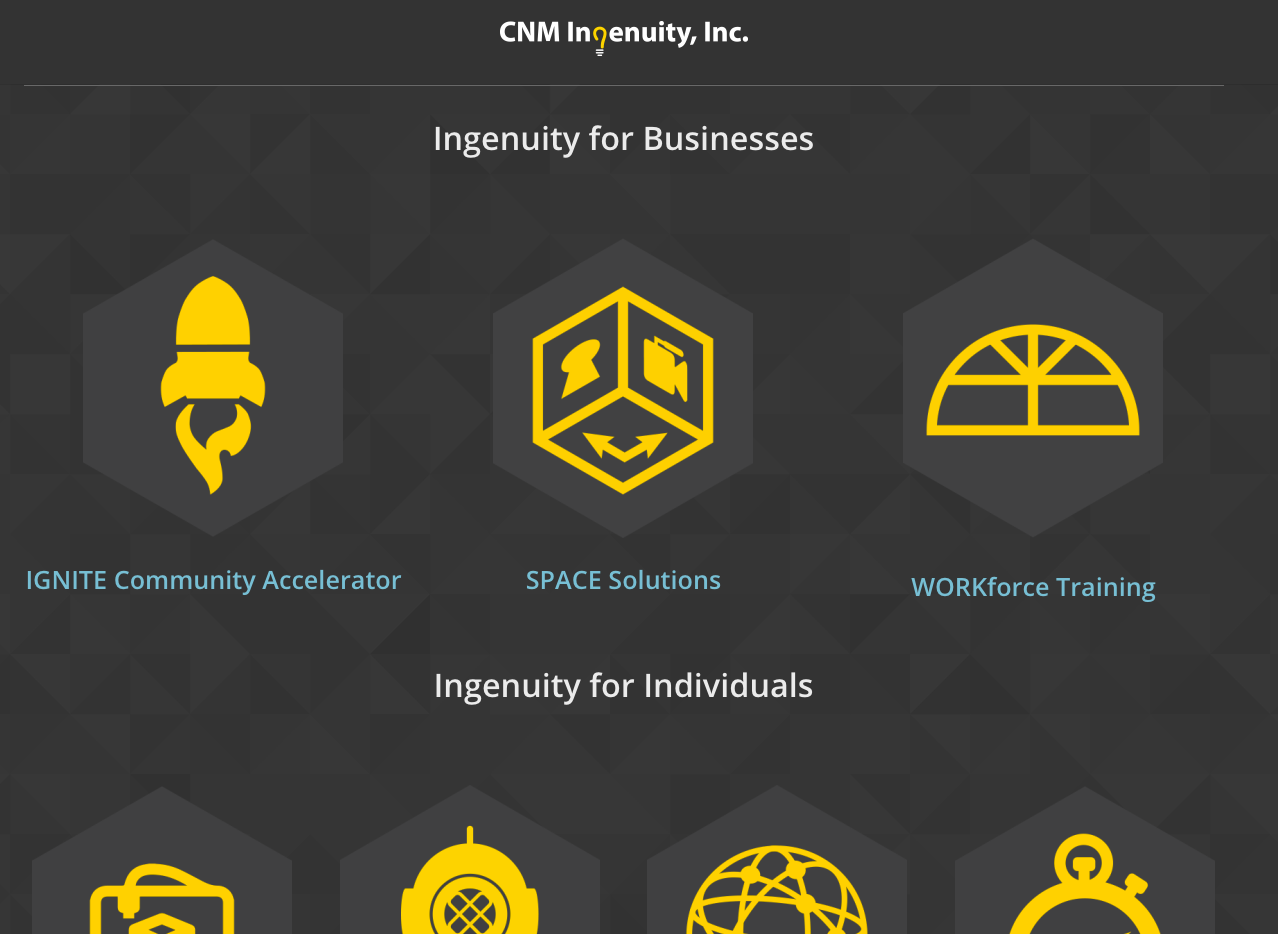 CNM Ingenuity, Inc.
Ingenuity for Businesses
IGNITE Community Accelerator
SPACE Solutions
WORKforce Training
Ingenuity for Individuals